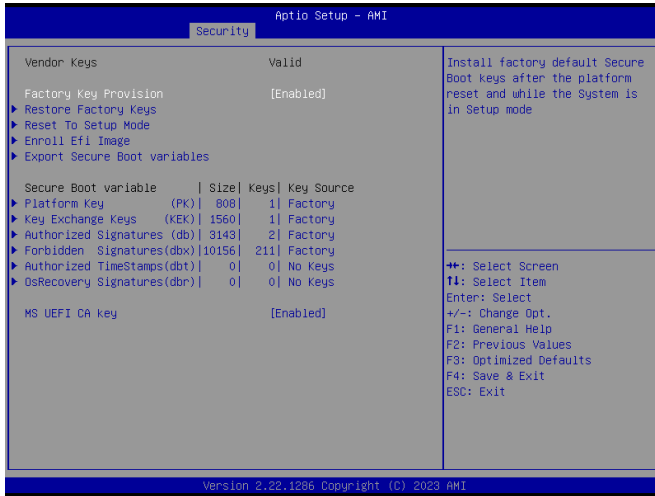 Aptio Setup – AMI
Security
Vendor Keys Valid
Factory Key Provision [Enabled]
Restore Factory Keys
Reset To Setup Mode
Enroll Efi Image
Export Secure Boot variables
Secure Boot variable | Size| Keys| Key Source
Platform Key (PK)| 808| 1| Factory
Key Exchange Keys (KEK)| 1560| 1| Factory
Authorized Signatures (db)| 3143| 2| Factory
Forbidden Signatures(dbx)|10156| 211| Factory
Authorized TimeStamps(dbt)| 0| 0| No Keys
OsRecovery Signatures(dbr)| 0| 0| No Keys
MS UEFI CA key [Enabled]
Install factory default Secure
Boot keys after the platform
reset and while the System is
in Setup mode
→←: Select Screen
↑↓: Select Item
Enter: Select
+/-: Change Opt.
F1: General Help
F2: Previous Values
F3: Optimized Defaults
F4: Save & Exit
ESC: Exit
Version 2.22.1286 Copyright (C) 2023 AMI